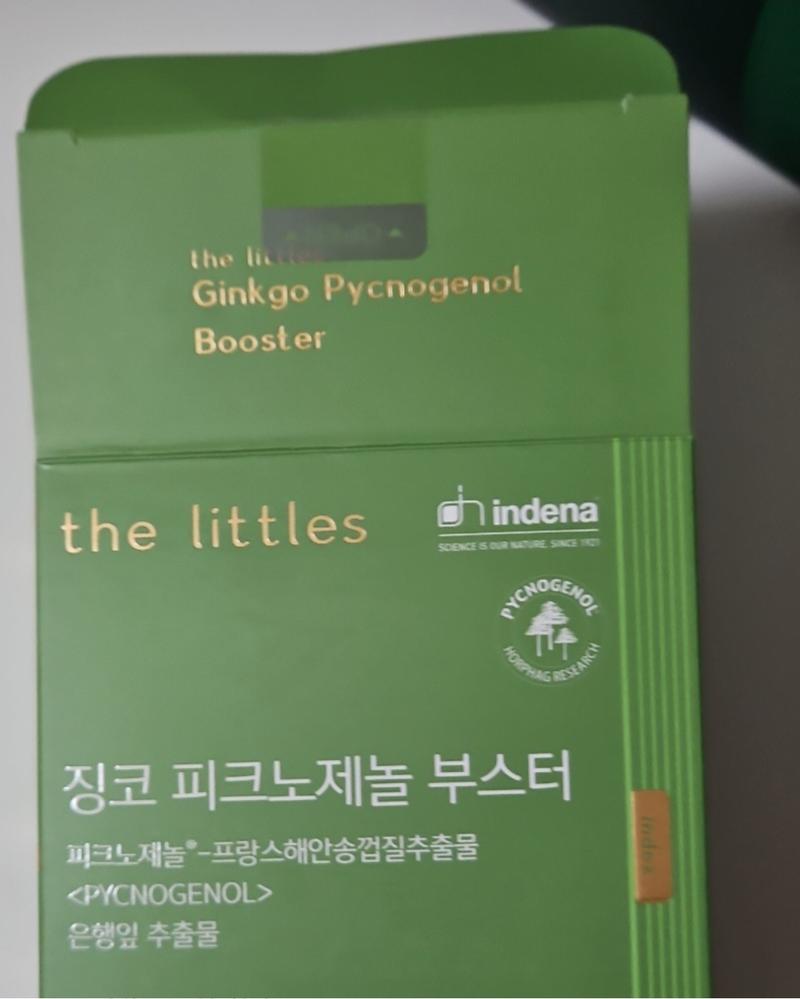 the littles
Ginkgo Pycnogenol
Booster
the littles
indena
SCIENCE IS OUR NATURE. SINCE 1921
PYCNOGENOL
HORPHAG RESEARCH
징코 피크노제놀 부스터
피크노제놀®-프랑스해안송껍질추출물
<PYCNOGENOL>
은행잎 추출물